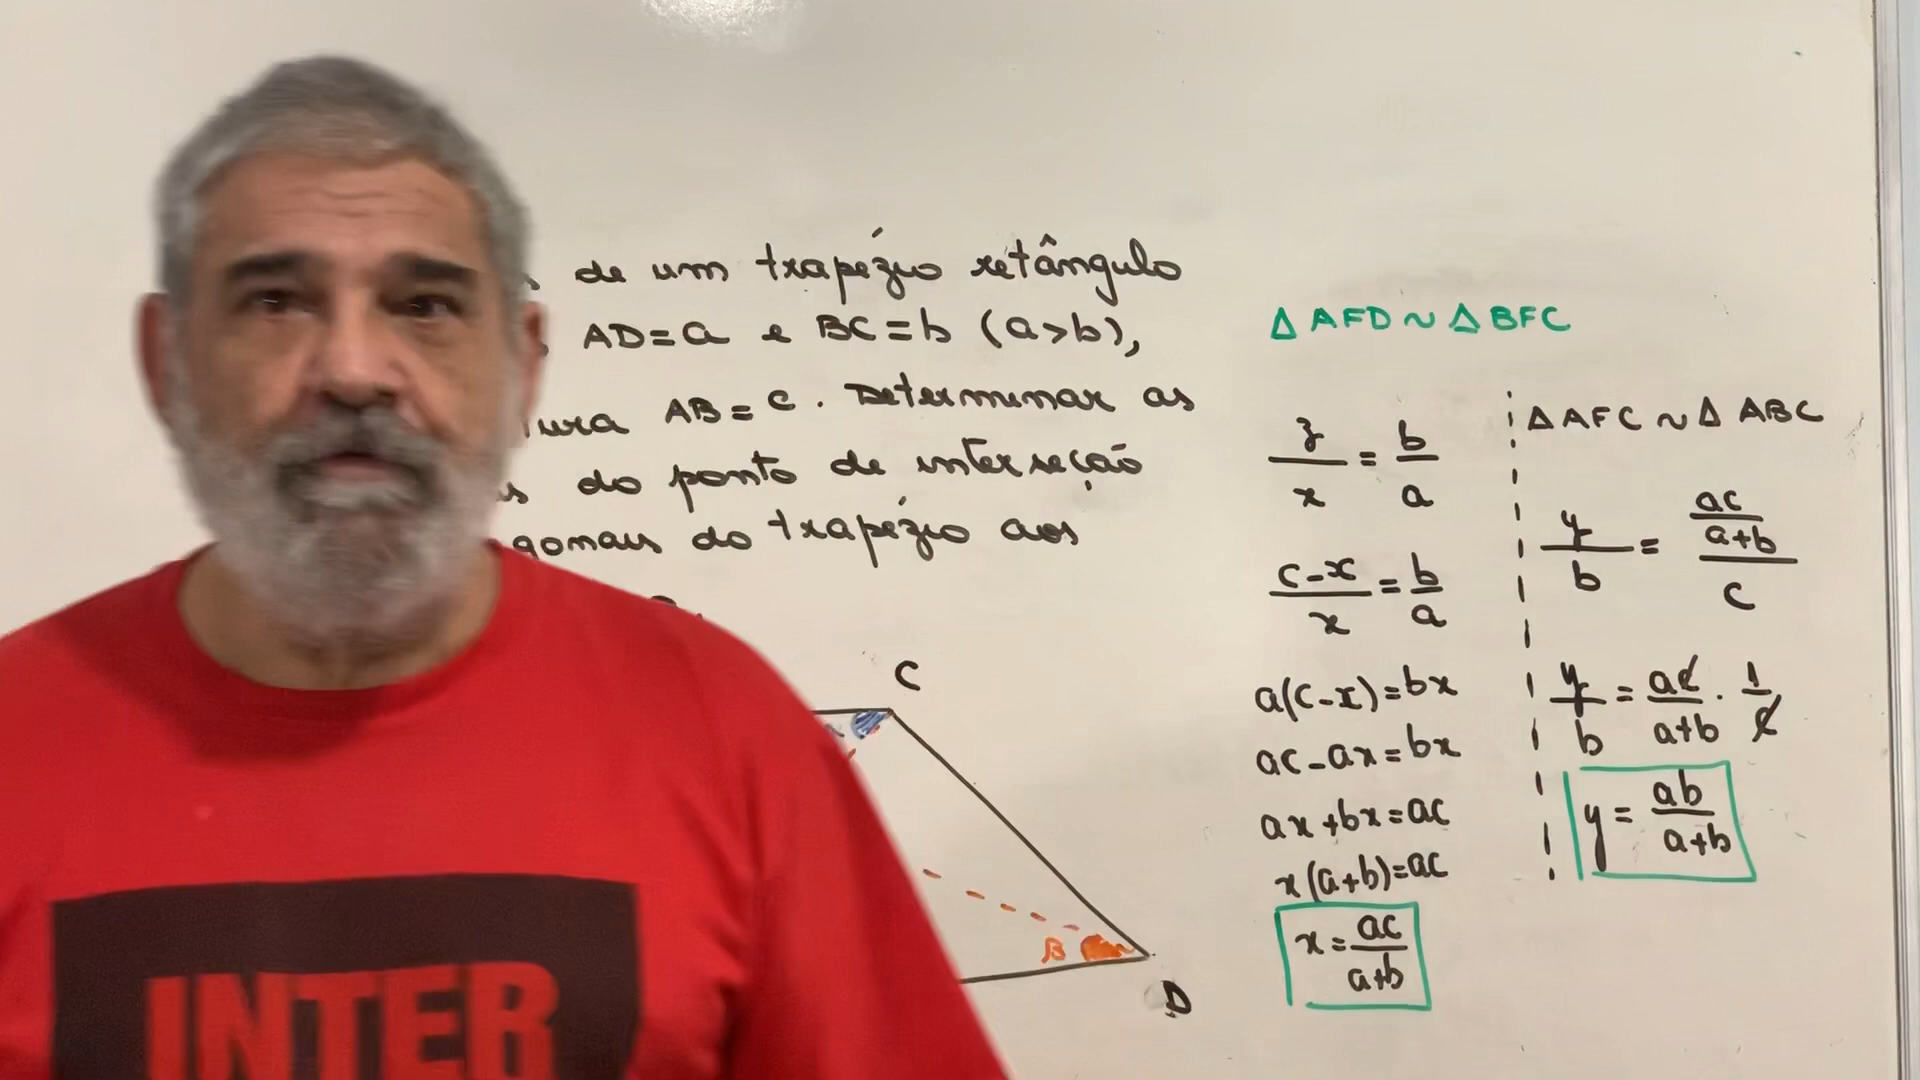 de um trapézio retângulo
AD=a e BC=b (a>b),
ura AB=c. Determinar as
s do ponto de interseção
gonais do trapézio aos
C
β
D
INTER
Δ AFD ~ Δ BFC
z/x = b/a
c-x/x = b/a
a(c-x)=bx
ac-ax=bx
ax+bx=ac
x(a+b)=ac
x = ac/a+b
Δ AFC ~ Δ ABC
y/b = ac/a+b/c
y/b = ac/a+b . 1/c
y = ab/a+b